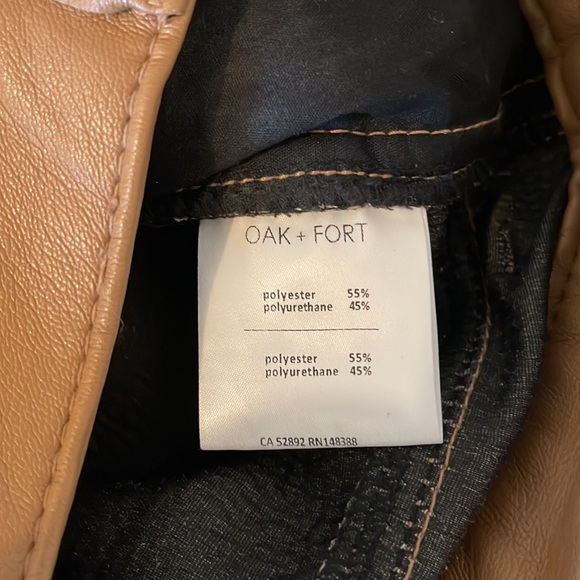 OAK + FORT
polyester 55%
polyurethane 45%
polyester 55%
polyurethane 45%
CA 52892 RN148388